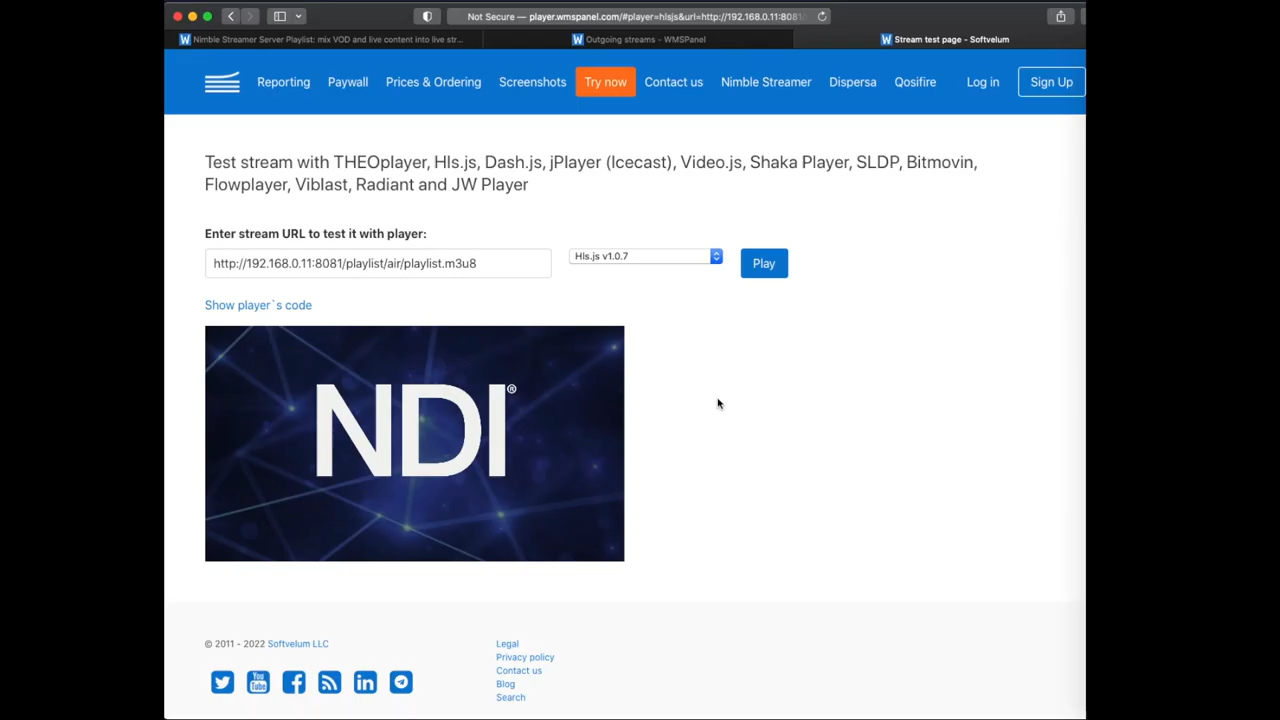 Not Secure — player.wmspanel.com/#player=hlsjs&url=http://192.168.0.11:8081/
Nimble Streamer Server Playlist: mix VOD and live content into live str...
Outgoing streams - WMSPanel
Stream test page - Softvelum
Reporting Paywall Prices & Ordering Screenshots Try now Contact us Nimble Streamer Dispersa Qosifire Log in Sign Up
Test stream with THEOplayer, Hls.js, Dash.js, jPlayer (Icecast), Video.js, Shaka Player, SLDP, Bitmovin,
Flowplayer, Viblast, Radiant and JW Player
Enter stream URL to test it with player:
http://192.168.0.11:8081/playlist/air/playlist.m3u8
Hls.js v1.0.7
Play
Show player`s code
NDI®
© 2011 - 2022 Softvelum LLC
Legal
Privacy policy
Contact us
Blog
Search
You
Tube